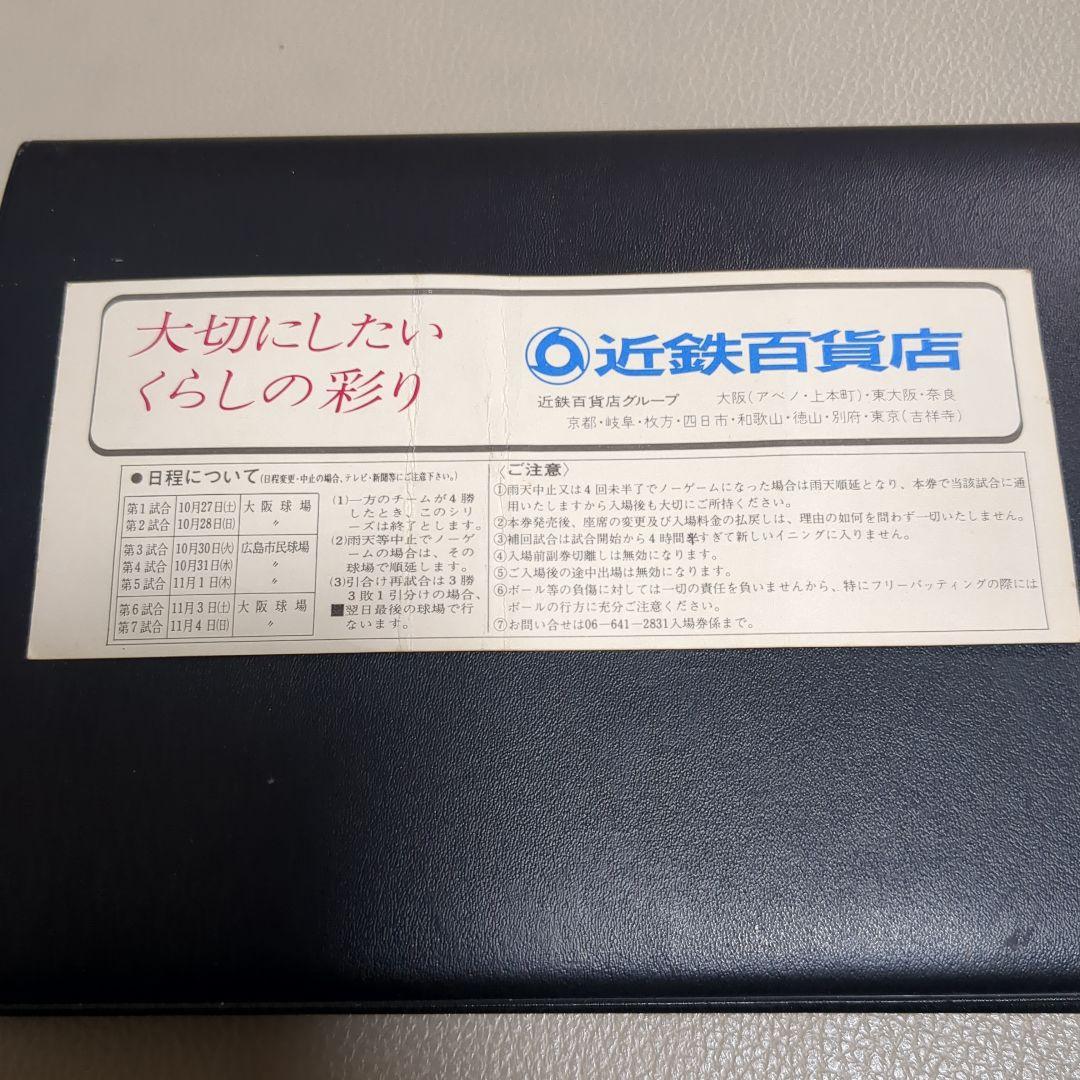 大切にしたい
くらしの彩り
近鉄百貨店
近鉄百貨店グループ 大阪(アベノ・上本町)・東大阪・奈良
京都・岐阜・枚方・四日市・和歌山・徳山・別府・東京(吉祥寺)
●日程について(日程変更・中止の場合、テレビ・新聞等にご注意下さい。)
第1試合 10月27日(土) 大阪球場
第2試合 10月28日(日) 〃
第3試合 10月30日(火) 広島市民球場
第4試合 10月31日(水) 〃
第5試合 11月1日(木) 〃
第6試合 11月3日(土) 大阪球場
第7試合 11月4日(日) 〃
(1)一方のチームが4勝
したとき、このシリ
ーズは終了とします。
(2)雨天等中止でノーゲ
ームの場合は、その
球場で順延します。
(3)引分け再試合は3勝
3敗1引分けの場合、
翌日最後の球場で行
ないます。
〈ご注意〉
①雨天中止又は4回未半了でノーゲームになった場合は雨天順延となり、本券で当該試合に通
用いたしますから入場後も大切にご所持ください。
②本券発売後、座席の変更及び入場料金の払戻しは、理由の如何を問わず一切いたしません。
③補回試合は試合開始から4時間半すぎて新しいイニングに入りません。
④入場前副券切離しは無効になります。
⑤ご入場後の途中出場は無効になります。
⑥ボール等の負傷に対しては一切の責任を負いませんから、特にフリーバッティングの際には
ボールの行方に充分ご注意ください。
⑦お問い合せは06-641-2831入場券係まで。